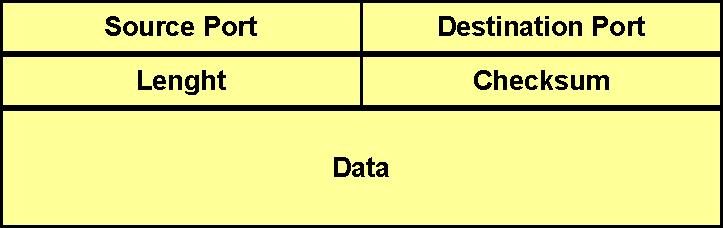 Source Port Destination Port
Lenght Checksum
Data